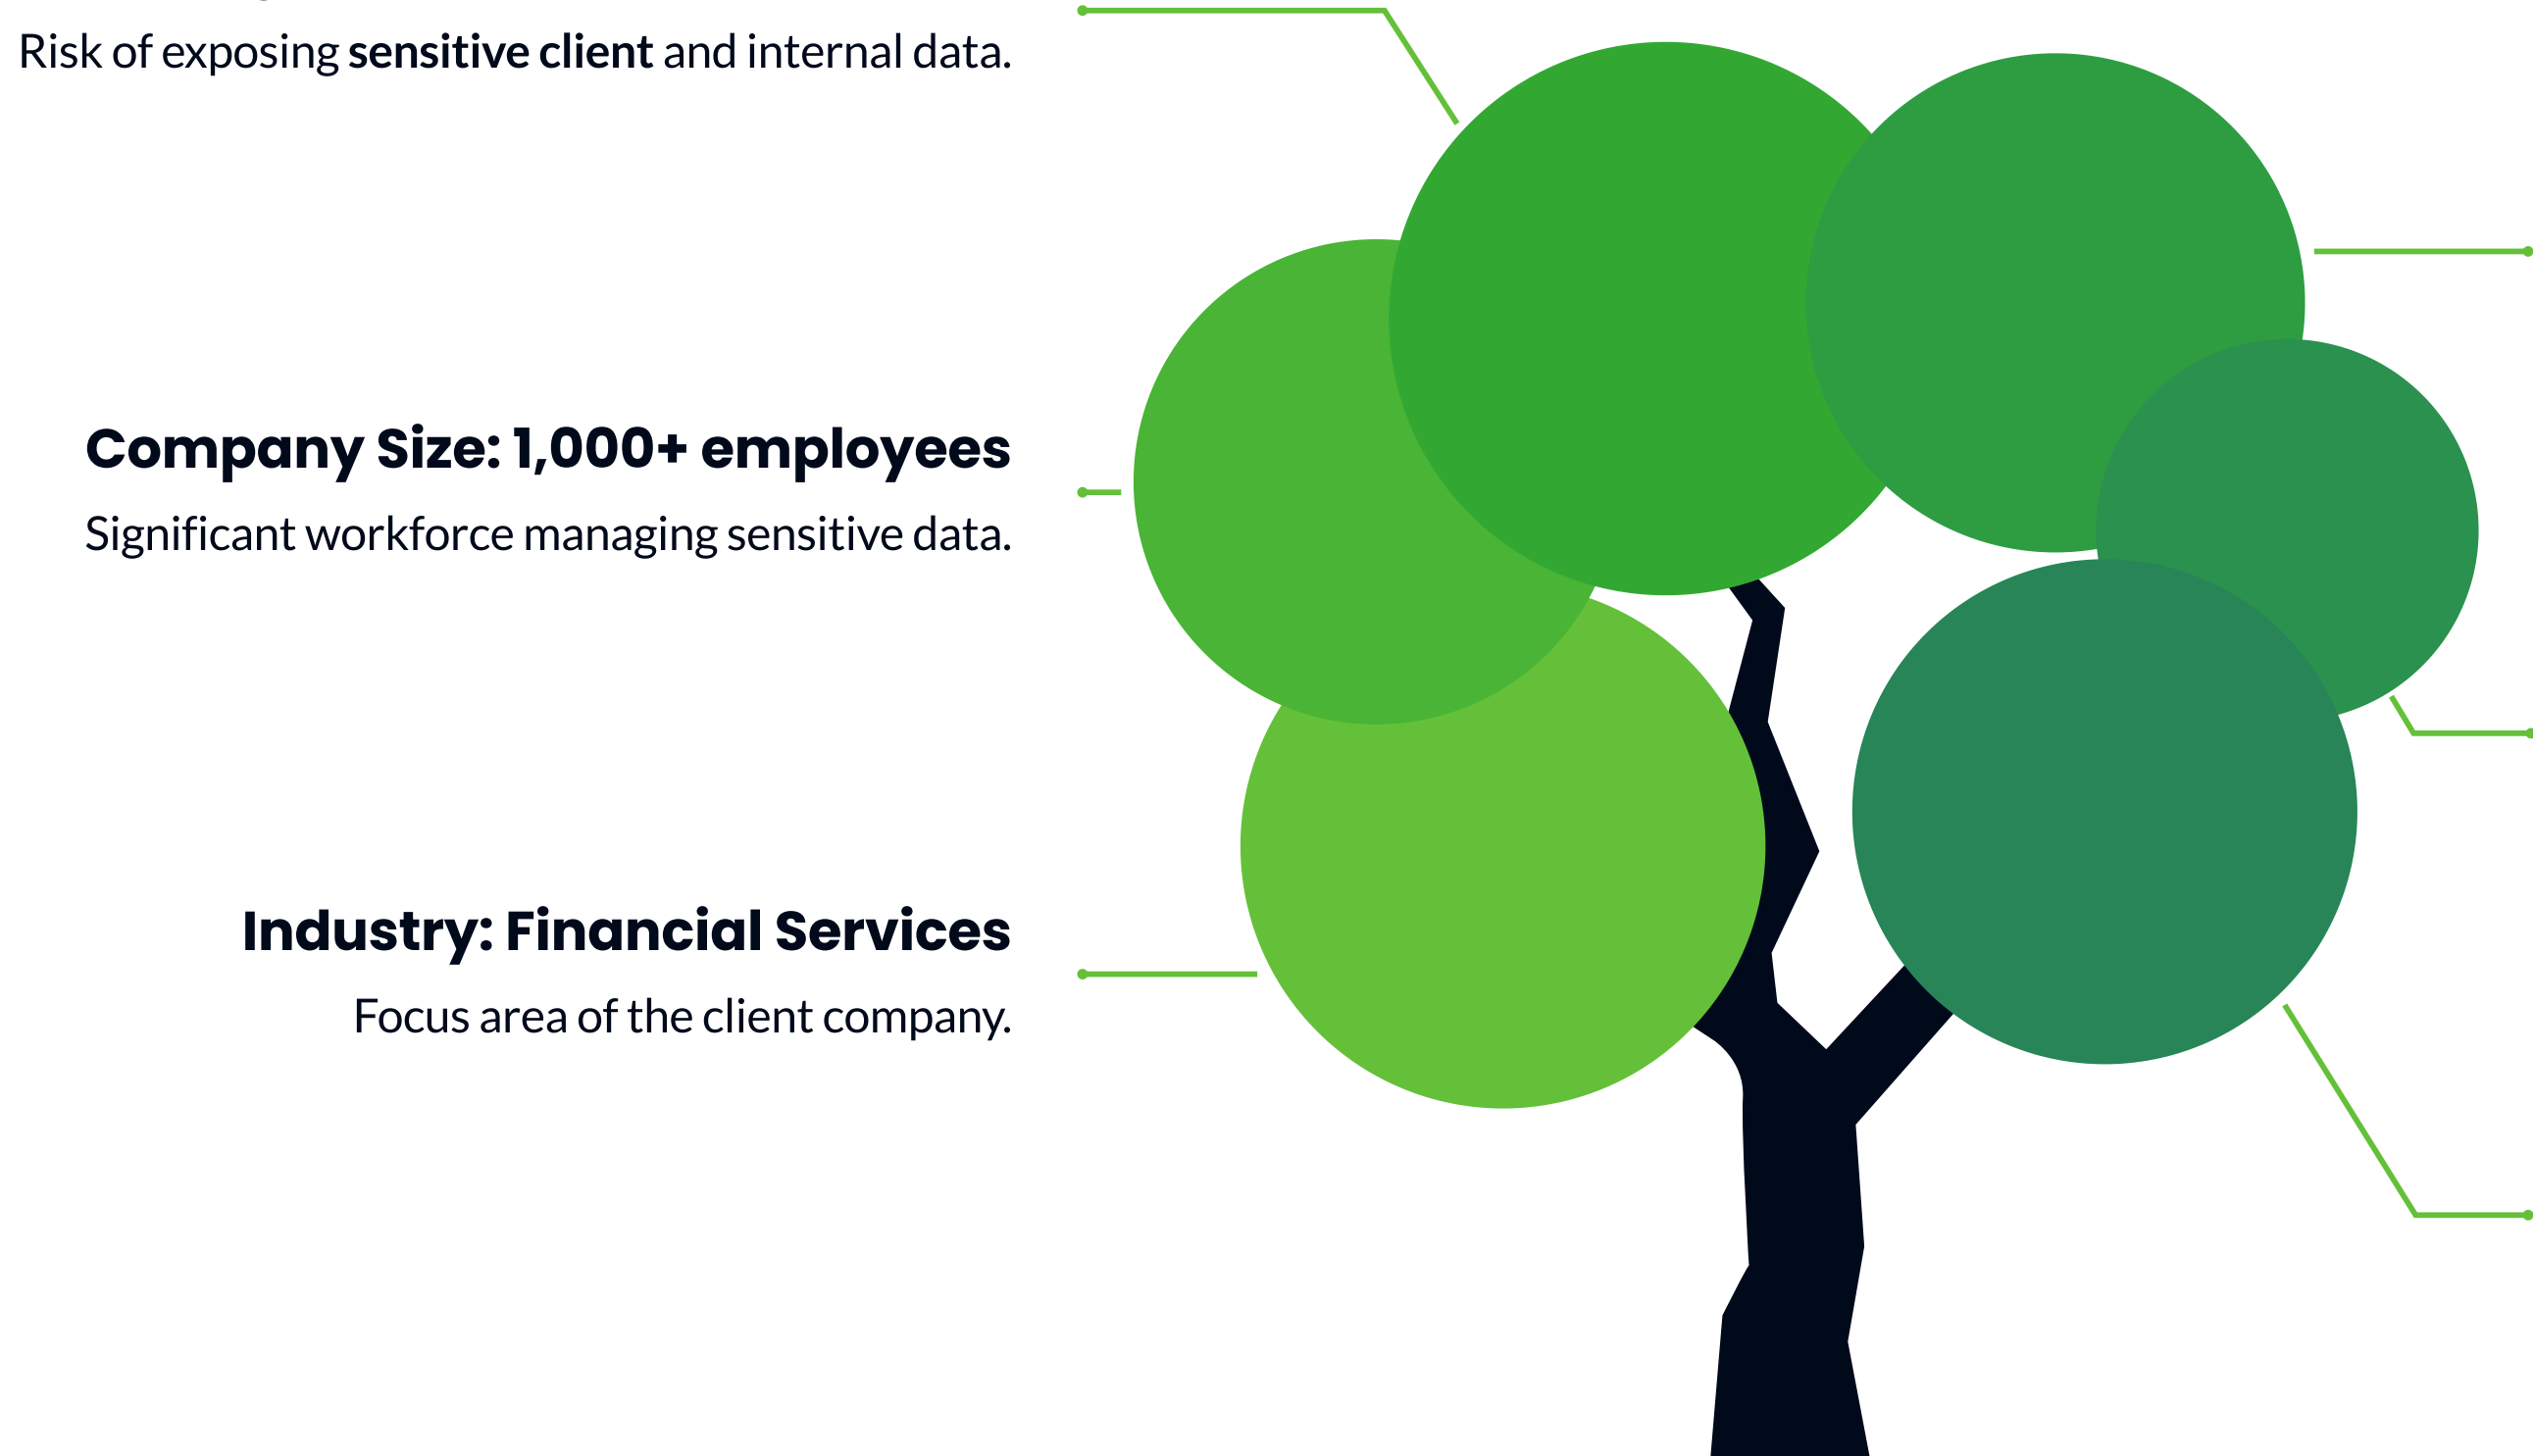 Risk of exposing sensitive client and internal data.
Company Size: 1,000+ employees
Significant workforce managing sensitive data.
Industry: Financial Services
Focus area of the client company.